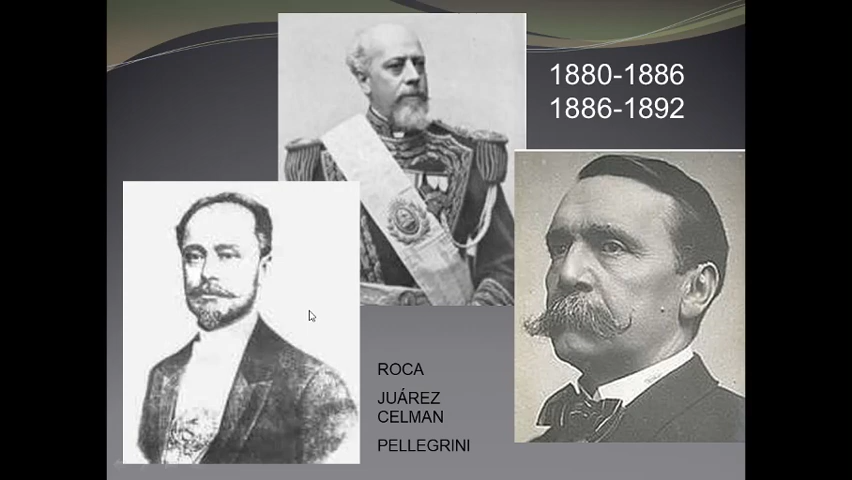 1880-1886
1886-1892
ROCA
JUÁREZ
CELMAN
PELLEGRINI